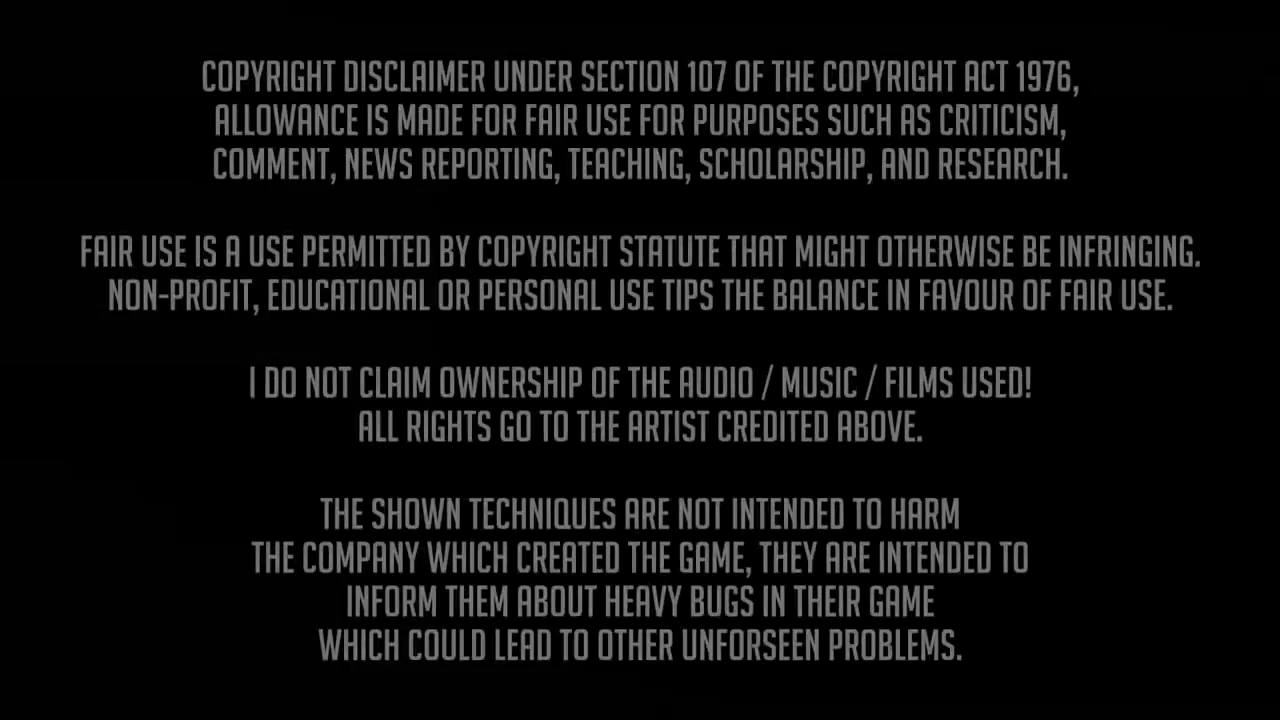 COPYRIGHT DISCLAIMER UNDER SECTION 107 OF THE COPYRIGHT ACT 1976,
ALLOWANCE IS MADE FOR FAIR USE FOR PURPOSES SUCH AS CRITICISM,
COMMENT, NEWS REPORTING, TEACHING, SCHOLARSHIP, AND RESEARCH.
FAIR USE IS A USE PERMITTED BY COPYRIGHT STATUTE THAT MIGHT OTHERWISE BE INFRINGING.
NON-PROFIT, EDUCATIONAL OR PERSONAL USE TIPS THE BALANCE IN FAVOUR OF FAIR USE.
I DO NOT CLAIM OWNERSHIP OF THE AUDIO / MUSIC / FILMS USED!
ALL RIGHTS GO TO THE ARTIST CREDITED ABOVE.
THE SHOWN TECHNIQUES ARE NOT INTENDED TO HARM
THE COMPANY WHICH CREATED THE GAME, THEY ARE INTENDED TO
INFORM THEM ABOUT HEAVY BUGS IN THEIR GAME
WHICH COULD LEAD TO OTHER UNFORSEEN PROBLEMS.